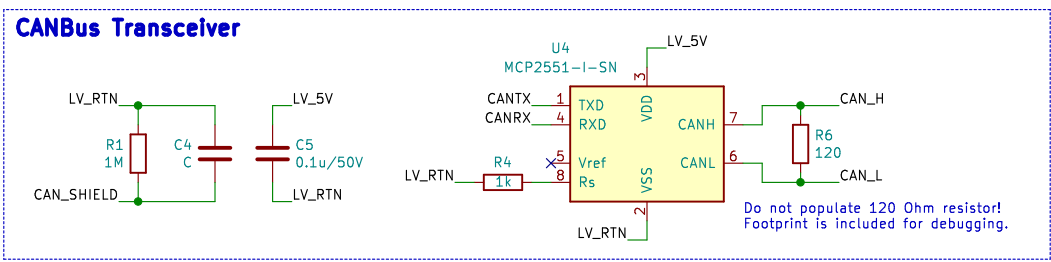 CANBus Transceiver
LV_RTN
R1
1M
CAN_SHIELD
C4
C
LV_5V
C5
0.1u/50V
LV_RTN
U4
MCP2551-I-SN
LV_5V
3
VDD
CANTX
1
TXD
CANRX
4
RXD
5
Vref
LV_RTN
R4
1k
8
Rs
VSS
2
LV_RTN
CANH
7
CANL
6
CAN_H
R6
120
CAN_L
Do not populate 120 Ohm resistor!
Footprint is included for debugging.